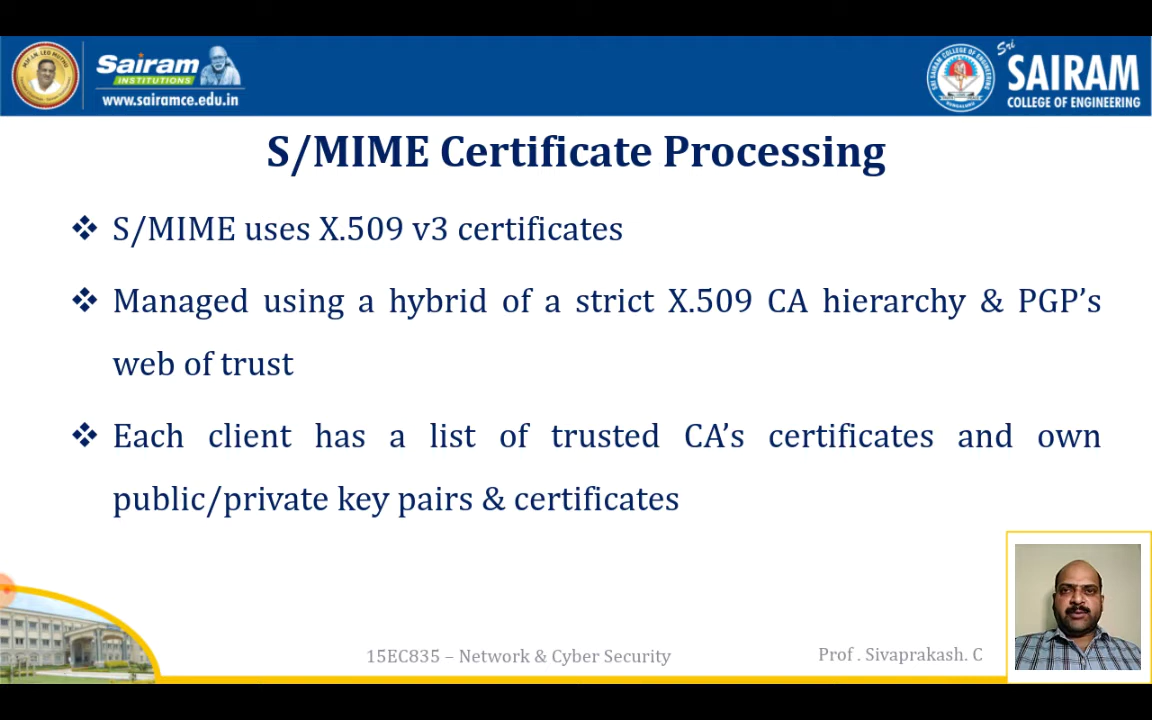 Sairam
INSTITUTIONS
www.sairamce.edu.in
Sri
SAIRAM
COLLEGE OF ENGINEERING
S/MIME Certificate Processing
❖ S/MIME uses X.509 v3 certificates
❖ Managed using a hybrid of a strict X.509 CA hierarchy & PGP’s
web of trust
❖ Each client has a list of trusted CA’s certificates and own
public/private key pairs & certificates
15EC835 – Network & Cyber Security
Prof . Sivaprakash. C